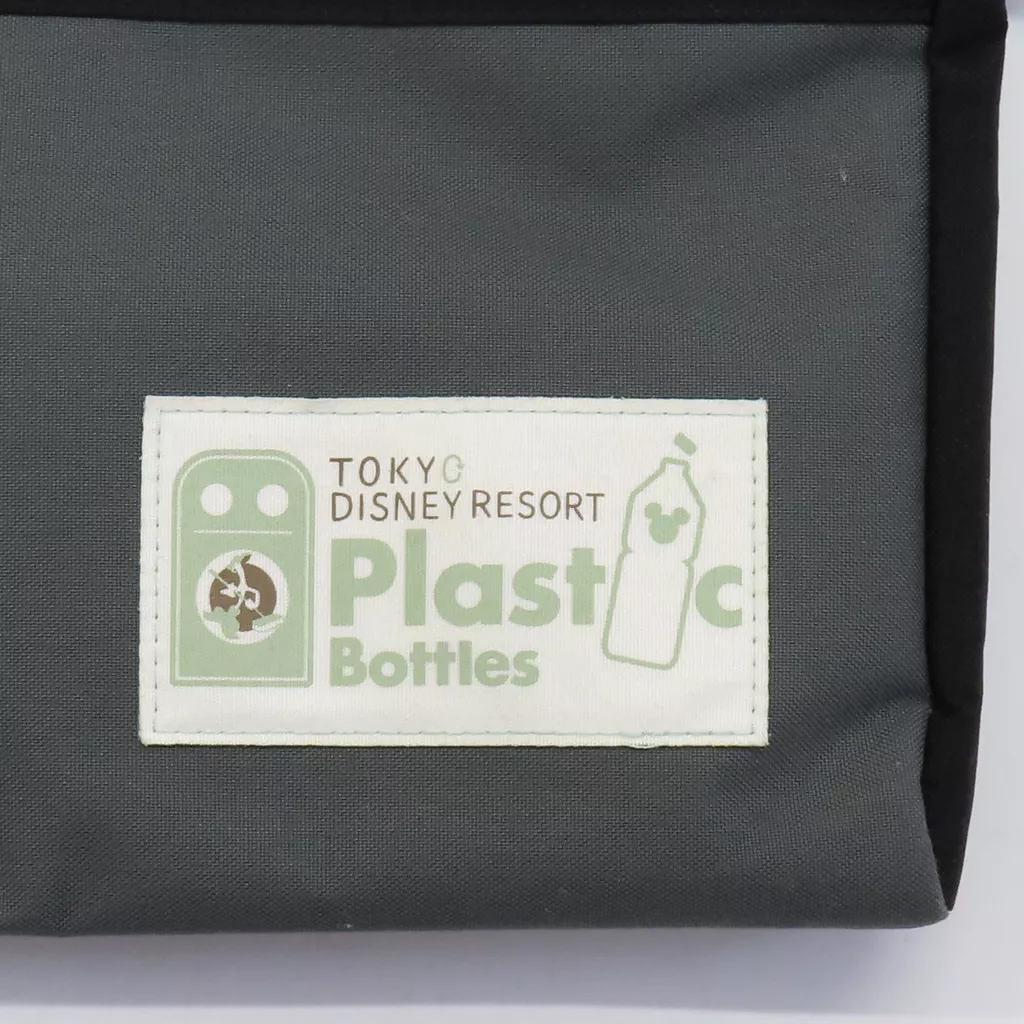 TOKYO
DISNEY RESORT
Plastic
Bottles